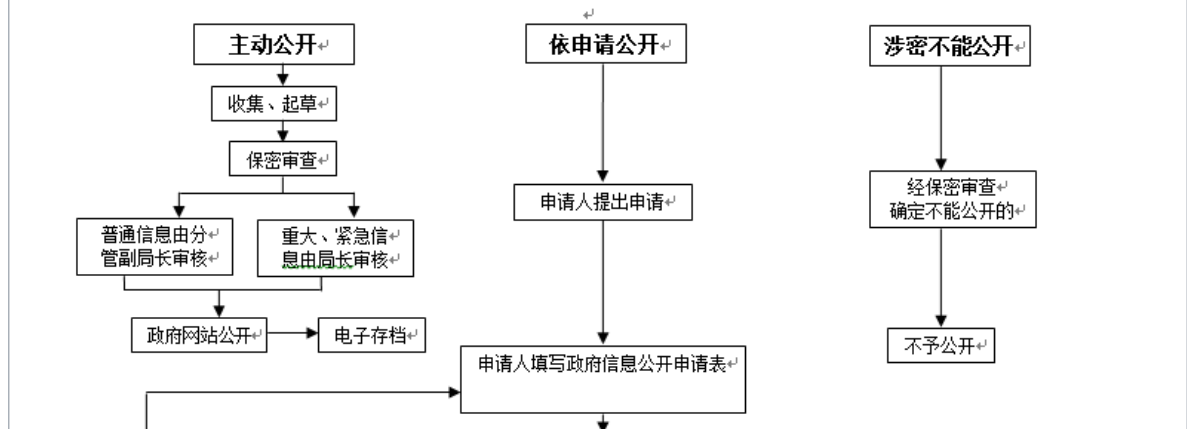 主动公开
依申请公开
涉密不能公开
收集、起草
保密审查
申请人提出申请
经保密审查
确定不能公开的
普通信息由分
管副局长审核
重大、紧急信
息由局长审核
政府网站公开
电子存档
不予公开
申请人填写政府信息公开申请表